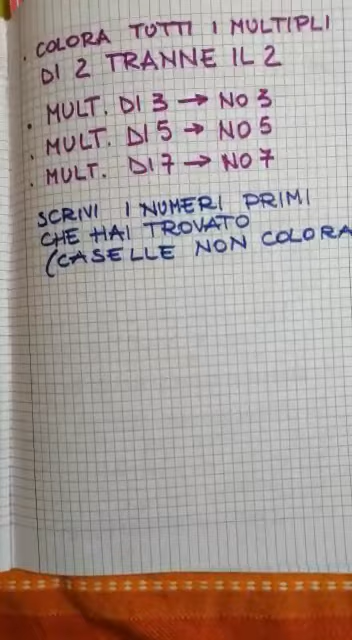 . COLORA TUTTI I MULTIPLI
DI 2 TRANNE IL 2
. MULT. DI 3 → NO 3
. MULT. DI 5 → NO 5
. MULT. DI 7 → NO 7
SCRIVI I NUMERI PRIMI
CHE HAI TROVATO
(CASELLE NON COLORA